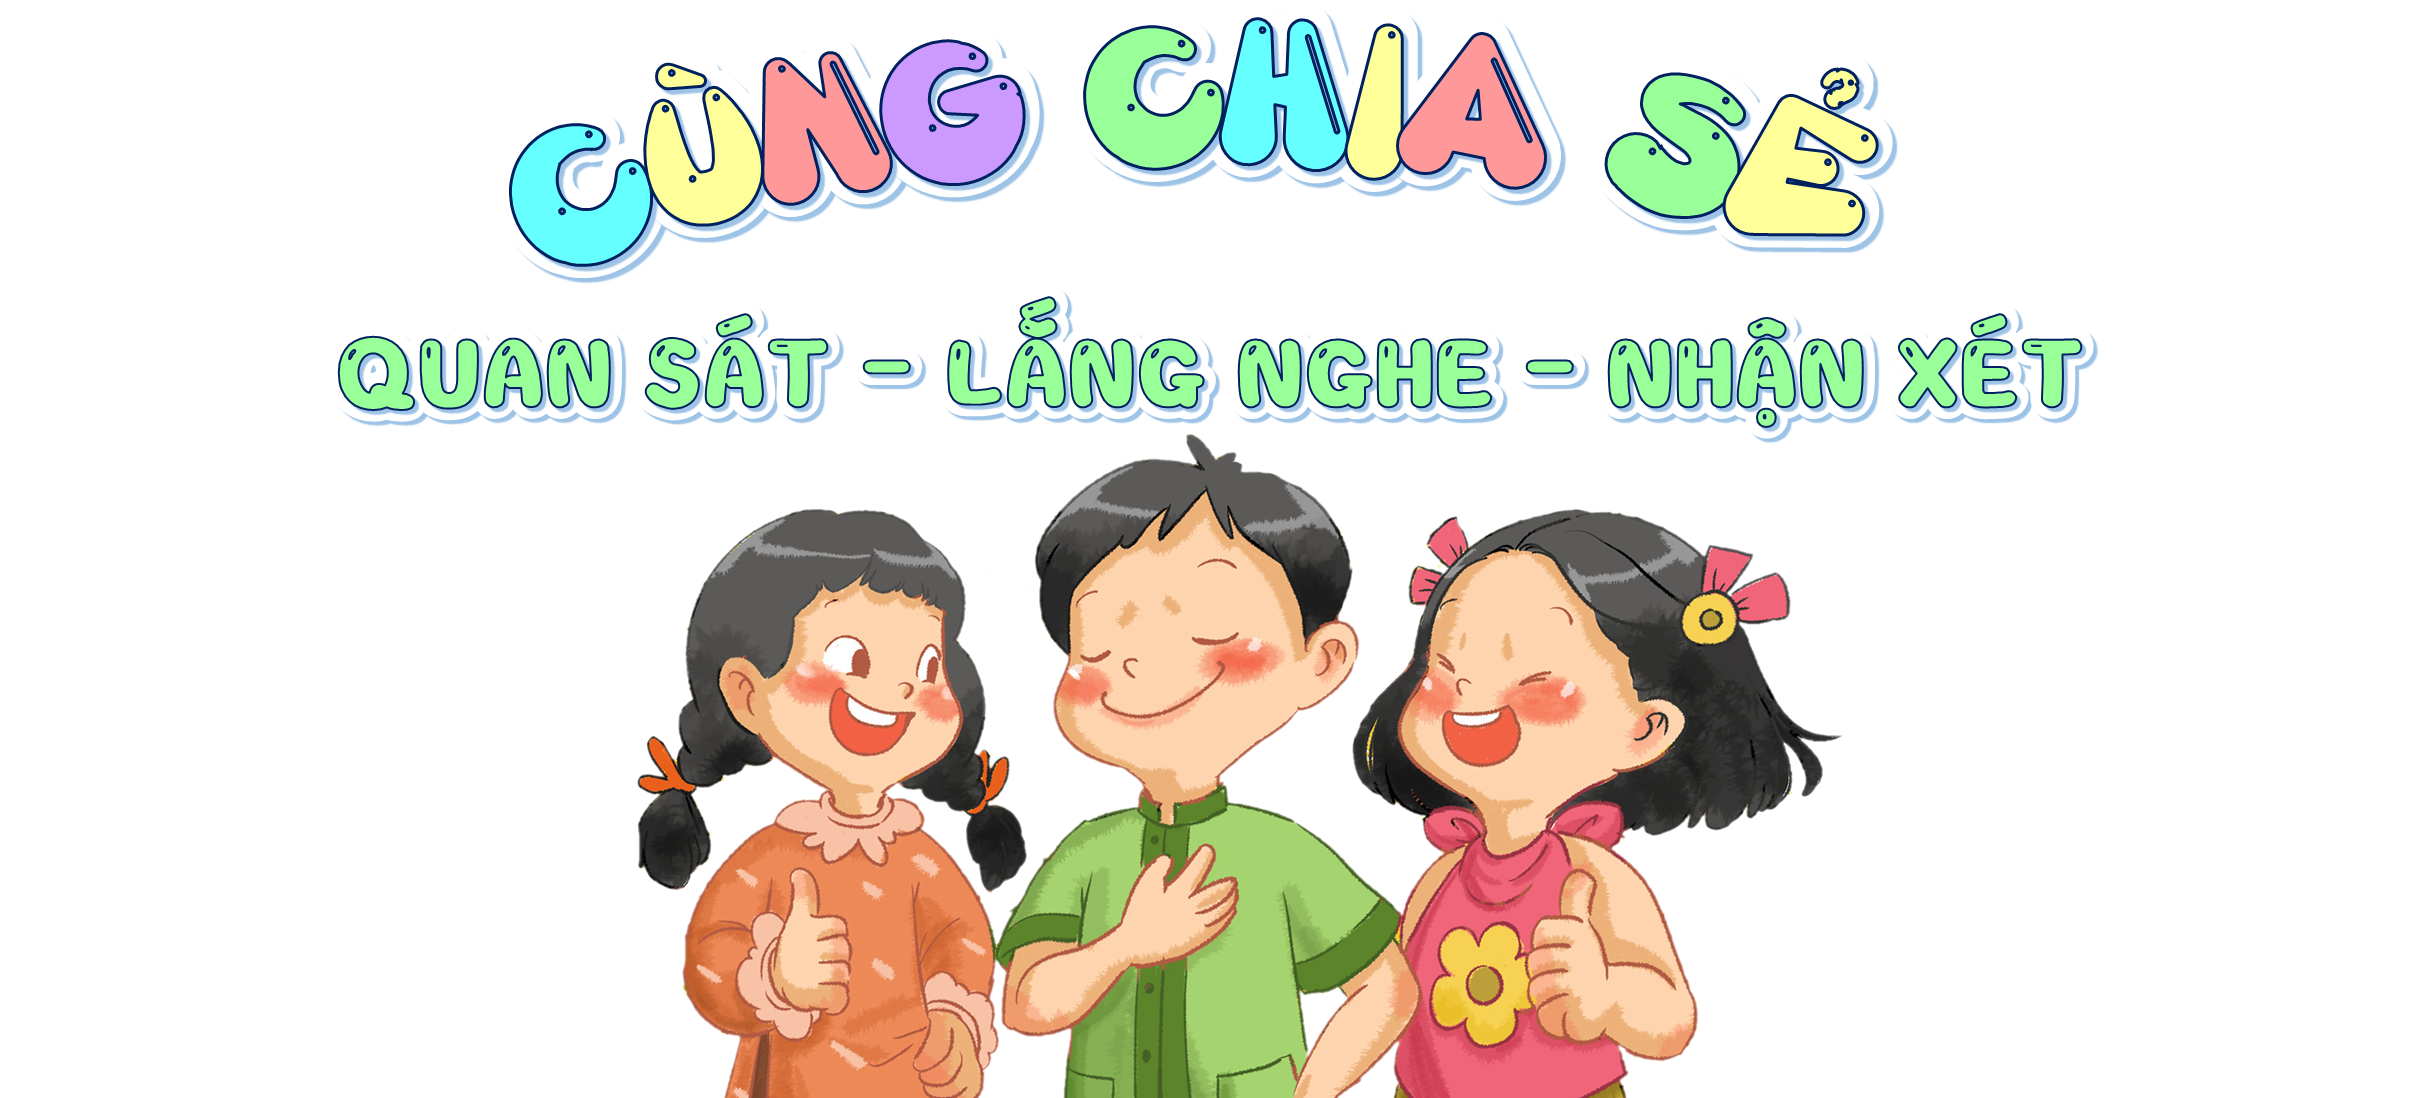 CÙNG CHIA SẺ
QUAN SÁT - LẮNG NGHE - NHẬN XÉT